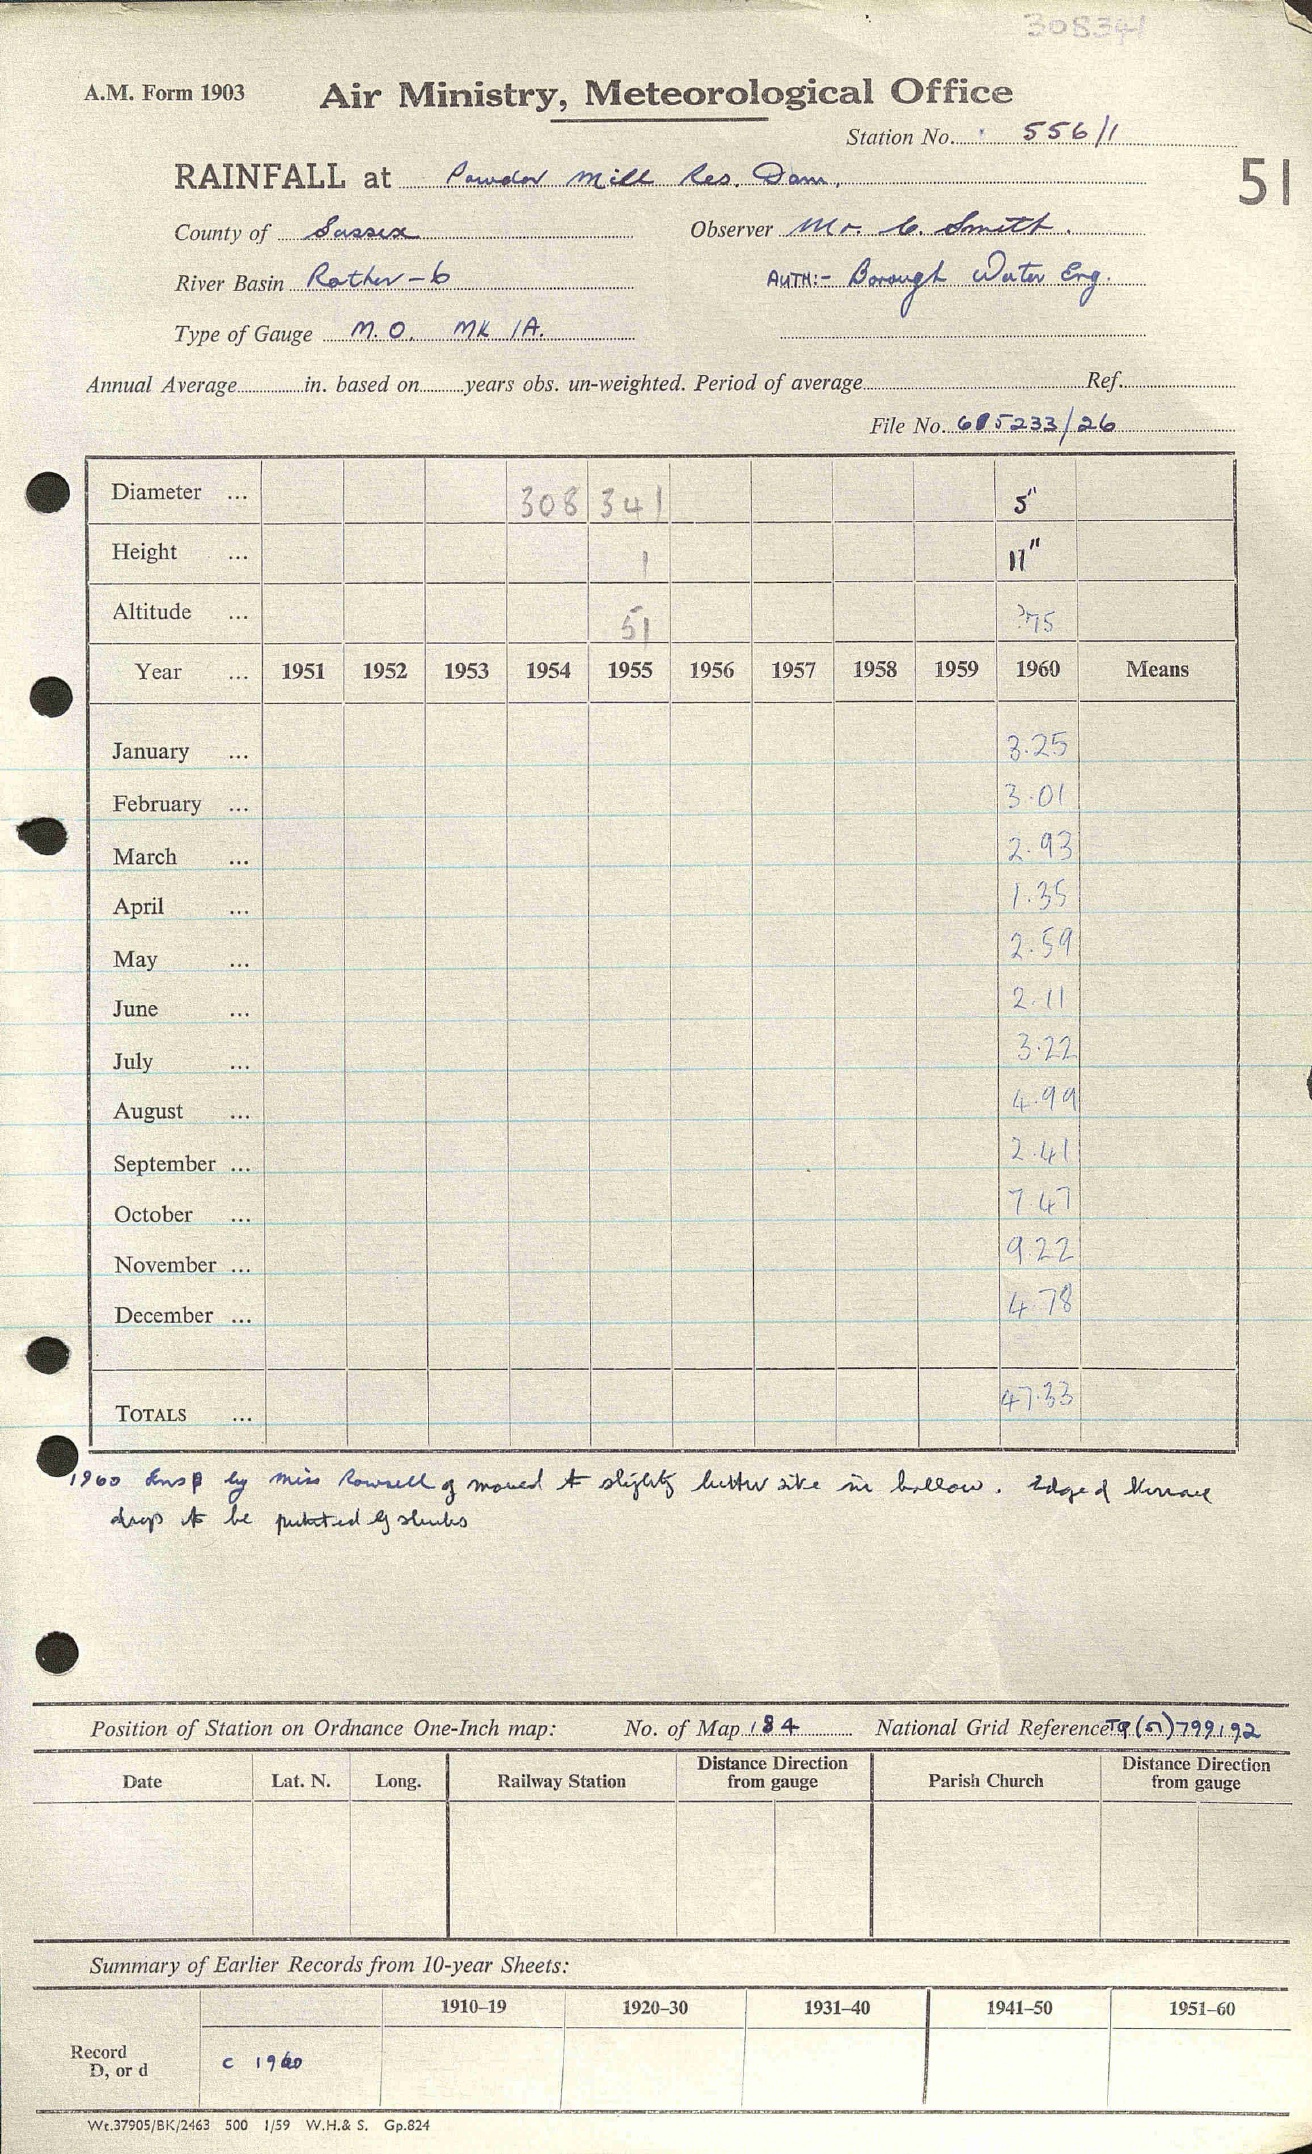 308341
A.M. Form 1903 Air Ministry, Meteorological Office
Station No. 556/1
51
RAINFALL at Powder Mill Res. Dam.
County of Sussex Observer Mr. C. Smith.
River Basin Rother-6 AUTH:- Borough Water Eng.
Type of Gauge M.O. MK 1A.
Annual Average in. based on years obs. un-weighted. Period of average Ref.
File No. 605233/26
Diameter ... 308 341 5"
Height ... 1 11"
Altitude ... 51 ?75
Year ... 1951 1952 1953 1954 1955 1956 1957 1958 1959 1960 Means
January ... 3.25
February ... 3.01
March ... 2.93
April ... 1.35
May ... 2.59
June ... 2.11
July ... 3.22
August ... 4.99
September ... 2.41
October ... 7.47
November ... 9.22
December ... 4.78
TOTALS ... 47.33
1960 Insp by Miss Rowsell & moved to slightly better site in hollow. Edge of terrace
drop to be planted by shrubs
Position of Station on Ordnance One-Inch map: No. of Map 184 National Grid Reference TQ(51)799192
Date Lat. N. Long. Railway Station Distance Direction from gauge Parish Church Distance Direction from gauge
Summary of Earlier Records from 10-year Sheets:
1910–19 1920–30 1931–40 1941–50 1951–60
Record
D, or d c 1960
Wt.37905/BK/2463 500 1/59 W.H.& S. Gp.824